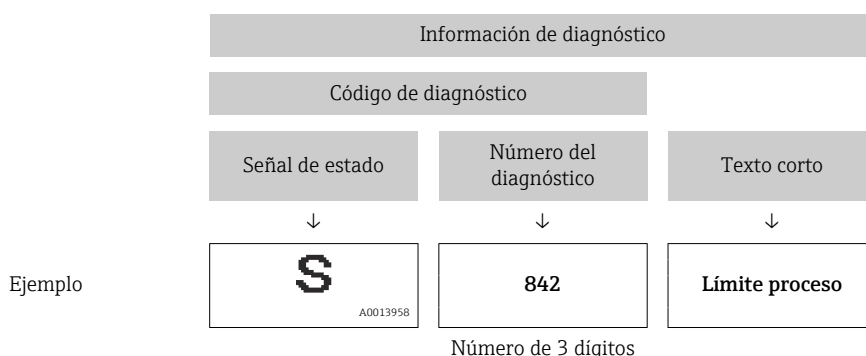 Información de diagnóstico
Código de diagnóstico
Señal de estado
Número del
diagnóstico
Texto corto
↓ ↓ ↓
Ejemplo
S
A0013958
842
Límite proceso
Número de 3 dígitos